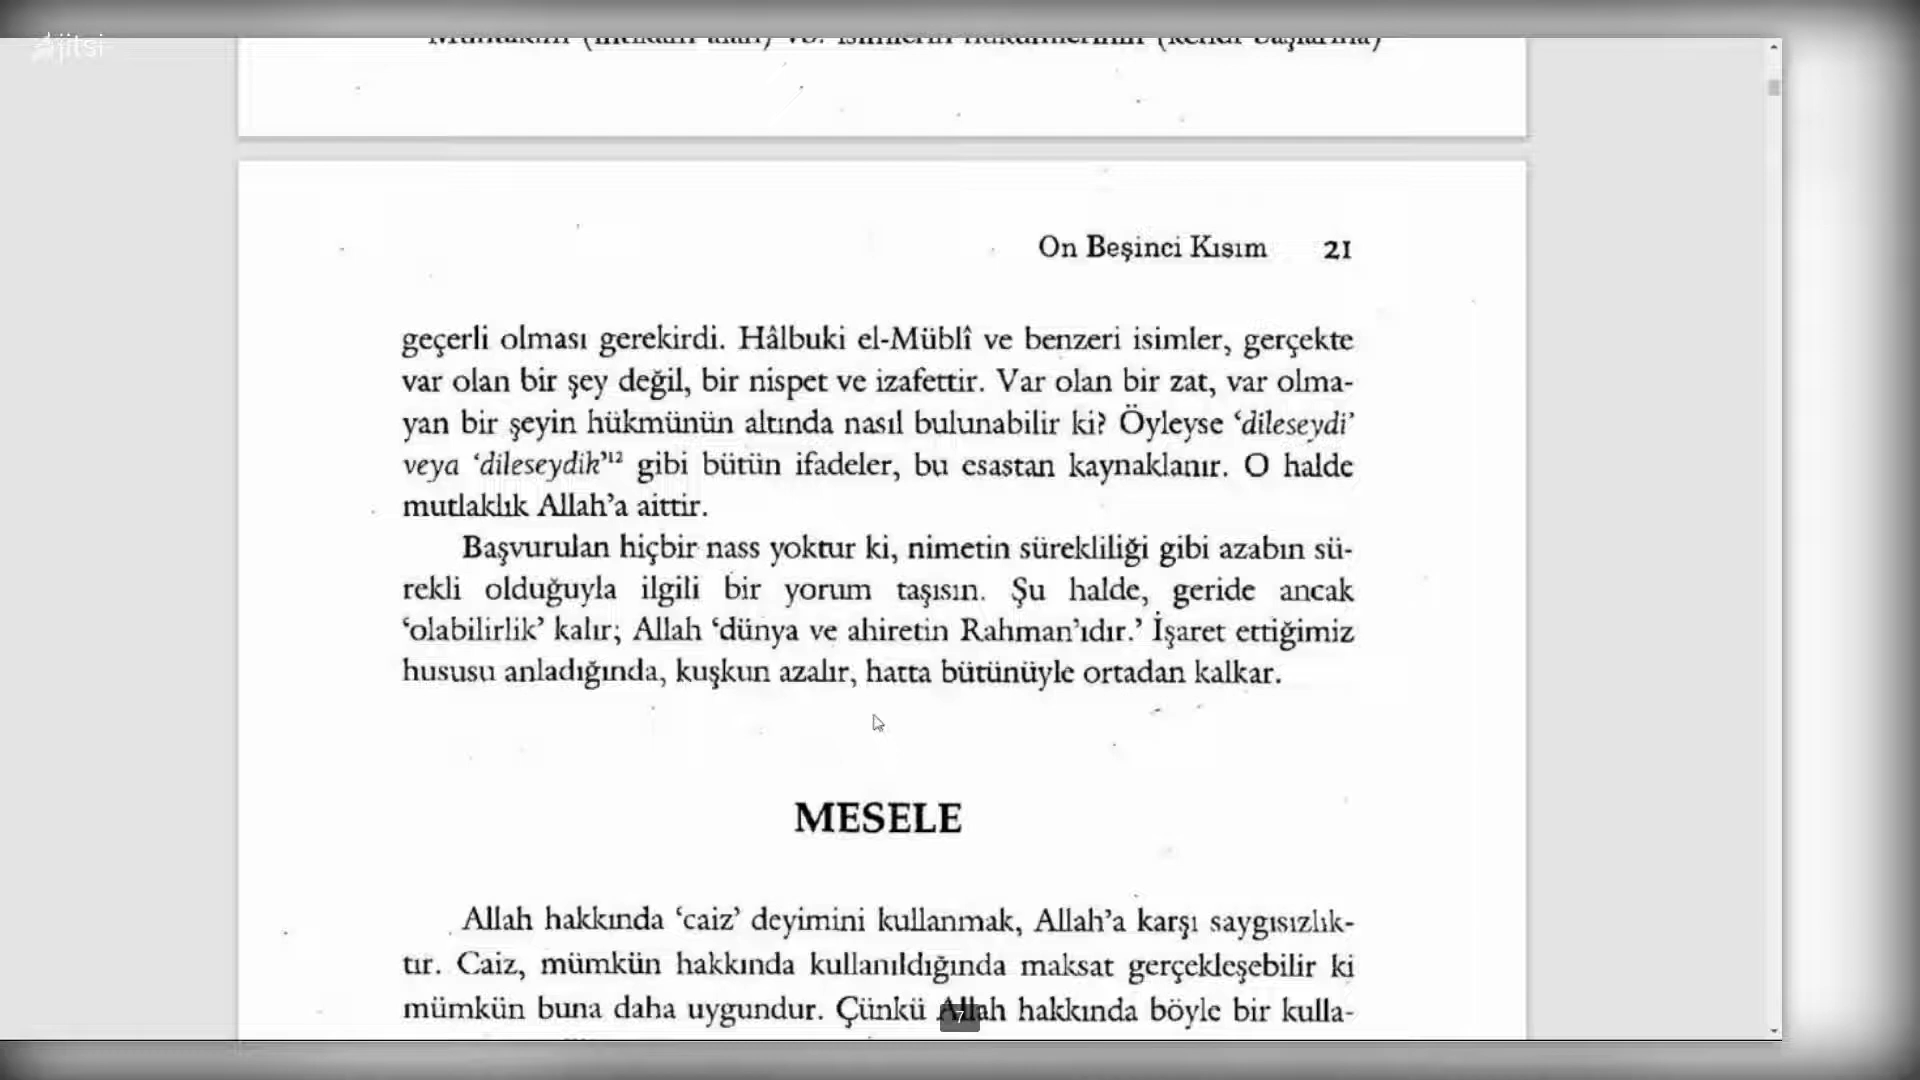 jitsi
On Beşinci Kısım 21
geçerli olması gerekirdi. Hâlbuki el-Müblî ve benzeri isimler, gerçekte
var olan bir şey değil, bir nispet ve izafettir. Var olan bir zat, var olma-
yan bir şeyin hükmünün altında nasıl bulunabilir ki? Öyleyse ‘dileseydi’
veya ‘dileseydik’¹² gibi bütün ifadeler, bu esastan kaynaklanır. O halde
mutlaklık Allah’a aittir.
Başvurulan hiçbir nass yoktur ki, nimetin sürekliliği gibi azabın sü-
rekli olduğuyla ilgili bir yorum taşısın. Şu halde, geride ancak
‘olabilirlik’ kalır; Allah ‘dünya ve ahiretin Rahman’ıdır.’ İşaret ettiğimiz
hususu anladığında, kuşkun azalır, hatta bütünüyle ortadan kalkar.
MESELE
Allah hakkında ‘caiz’ deyimini kullanmak, Allah’a karşı saygısızlık-
tır. Caiz, mümkün hakkında kullanıldığında maksat gerçekleşebilir ki
mümkün buna daha uygundur. Çünkü Allah hakkında böyle bir kulla-
7